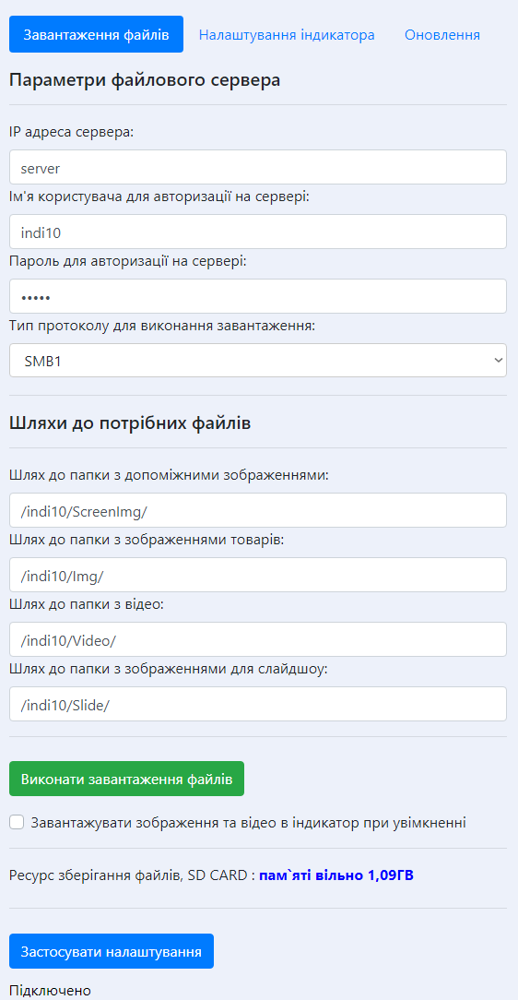 Завантаження файлів Налаштування індикатора Оновлення
Параметри файлового сервера
IP адреса сервера:
server
Ім'я користувача для авторизації на сервері:
indi10
Пароль для авторизації на сервері:
•••••
Тип протоколу для виконання завантаження:
SMB1
Шляхи до потрібних файлів
Шлях до папки з допоміжними зображеннями:
/indi10/ScreenImg/
Шлях до папки з зображеннями товарів:
/indi10/Img/
Шлях до папки з відео:
/indi10/Video/
Шлях до папки з зображеннями для слайдшоу:
/indi10/Slide/
Виконати завантаження файлів
Завантажувати зображення та відео в індикатор при увімкненні
Ресурс зберігання файлів, SD CARD : пам`яті вільно 1,09ГВ
Застосувати налаштування
Підключено